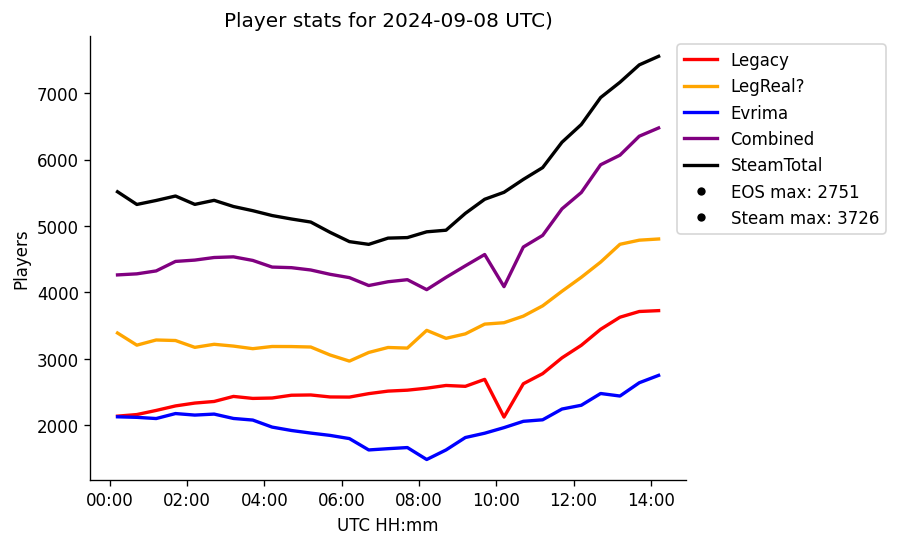 Player stats for 2024-09-08 UTC)
Legacy
LegReal?
Evrima
Combined
SteamTotal
EOS max: 2751
Steam max: 3726
Players
7000
6000
5000
4000
3000
2000
00:00 02:00 04:00 06:00 08:00 10:00 12:00 14:00
UTC HH:mm